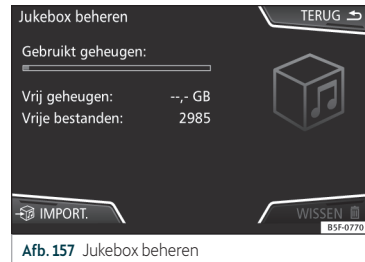 Jukebox beheren
TERUG
Gebruikt geheugen:
Vrij geheugen: --,- GB
Vrije bestanden: 2985
IMPORT.
WISSEN
B5F-0770
Afb. 157 Jukebox beheren